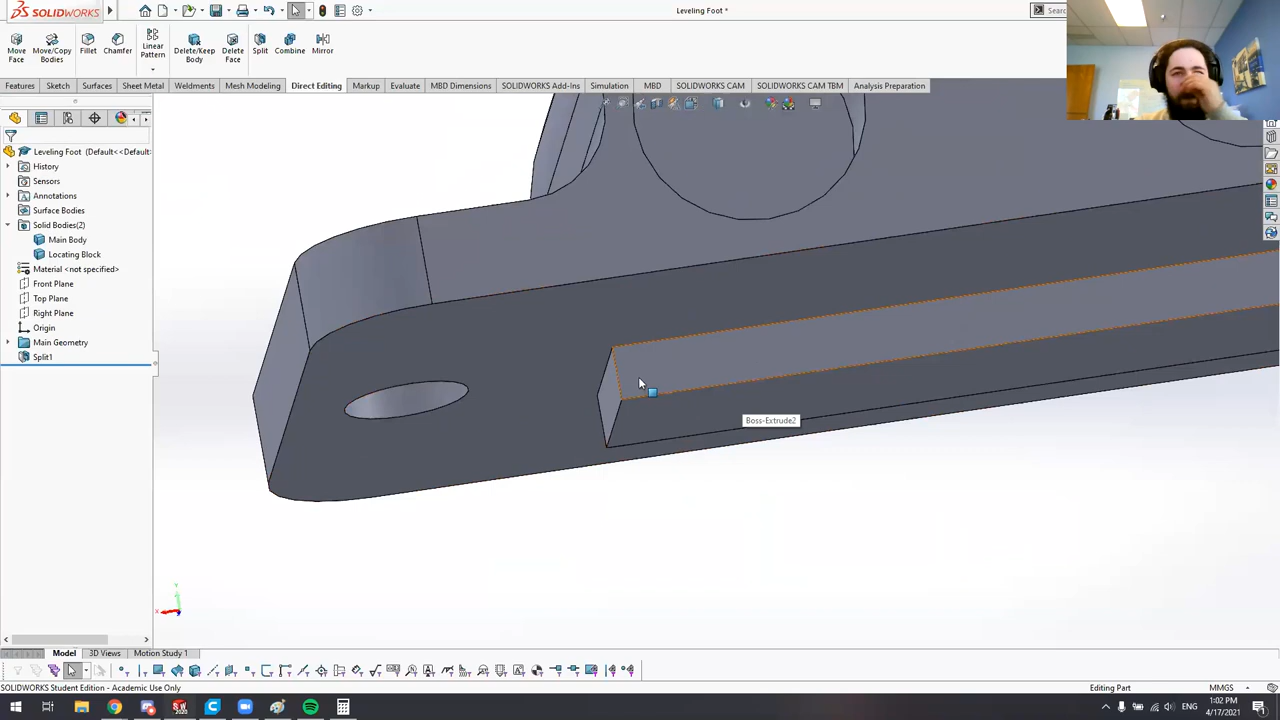 SOLIDWORKS
Leveling Foot *
Sear
Move Face
Move/Copy Bodies
Fillet
Chamfer
Linear Pattern
Delete/Keep Body
Delete Face
Split
Combine
Mirror
Features
Sketch
Surfaces
Sheet Metal
Weldments
Mesh Modeling
Direct Editing
Markup
Evaluate
MBD Dimensions
SOLIDWORKS Add-Ins
Simulation
MBD
SOLIDWORKS CAM
SOLIDWORKS CAM TBM
Analysis Preparation
Leveling Foot (Default<<Default:
History
Sensors
Annotations
Surface Bodies
Solid Bodies(2)
Main Body
Locating Block
Material <not specified>
Front Plane
Top Plane
Right Plane
Origin
Main Geometry
Split1
Boss-Extrude2
Model
3D Views
Motion Study 1
SOLIDWORKS Student Edition - Academic Use Only
Editing Part
MMGS
ENG
1:02 PM
4/17/2021